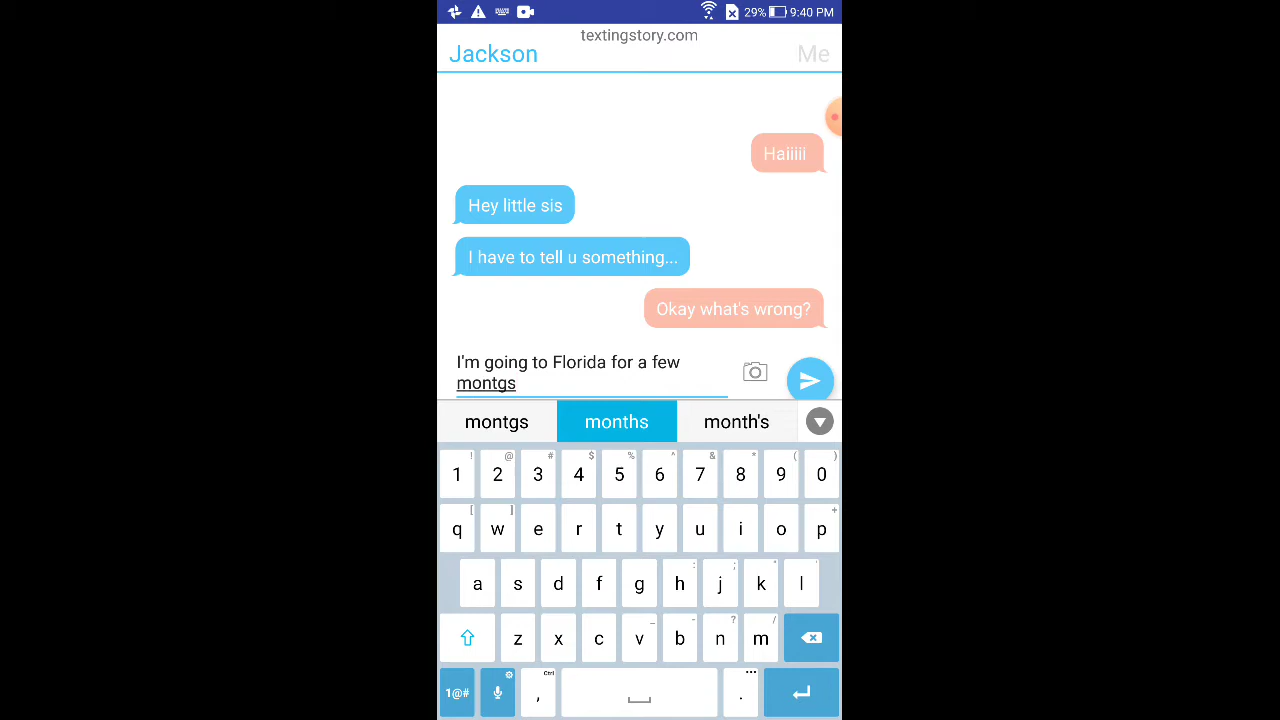 29% 9:40 PM
textingstory.com
Jackson Me
Haiiiii
Hey little sis
I have to tell u something...
Okay what's wrong?
I'm going to Florida for a few
montgs
montgs months month's
! @ # $ % ^ & * ( )
1 2 3 4 5 6 7 8 9 0
[ ] +
q w e r t y u i o p
: ; " '
a s d f g h j k l
_ - ? /
z x c v b n m
Ctrl ...
1@# , .